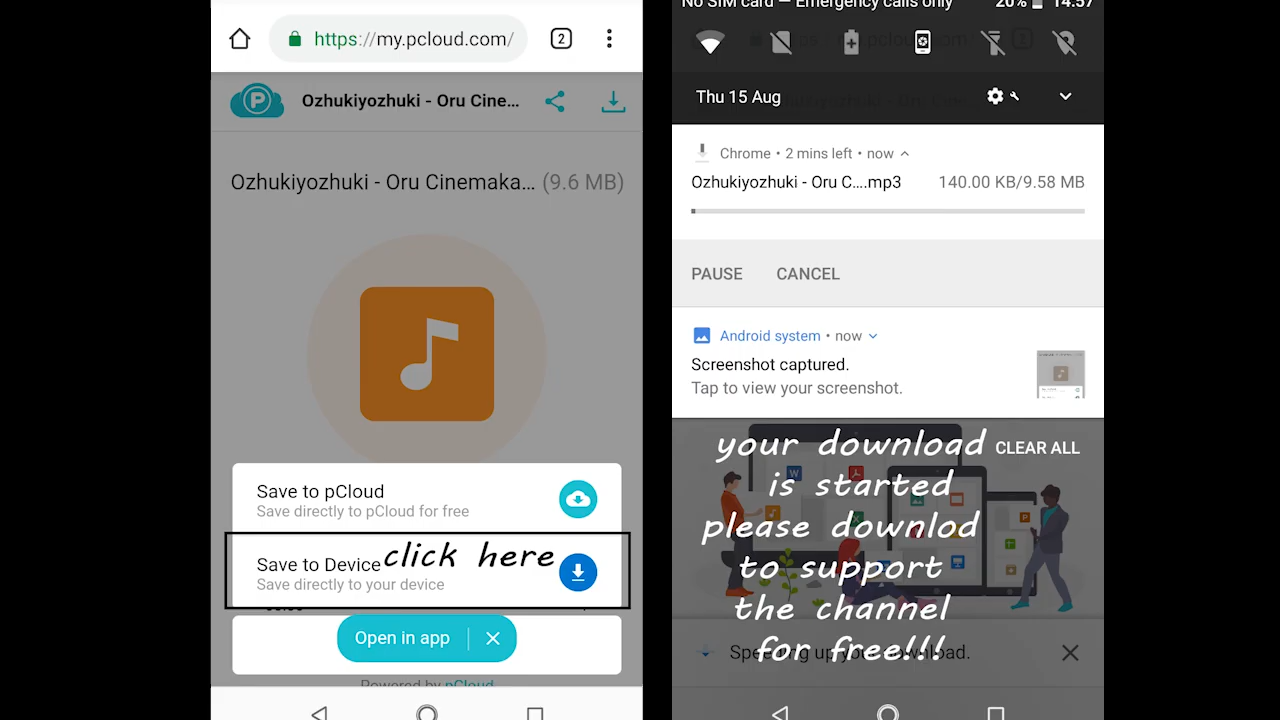 https://my.pcloud.com/
2
Ozhukiyozhuki - Oru Cine...
Ozhukiyozhuki - Oru Cinemaka... (9.6 MB)
Save to pCloud
Save directly to pCloud for free
Save to Device
click here
Save directly to your device
Open in app
Powered by pCloud
No SIM card — Emergency calls only
20% 14:57
Thu 15 Aug
Chrome • 2 mins left • now
Ozhukiyozhuki - Oru C....mp3 140.00 KB/9.58 MB
PAUSE CANCEL
Android system • now
Screenshot captured.
Tap to view your screenshot.
CLEAR ALL
your download
is started
please downlod
to support
the channel
for free!!!
Speeding up your download.